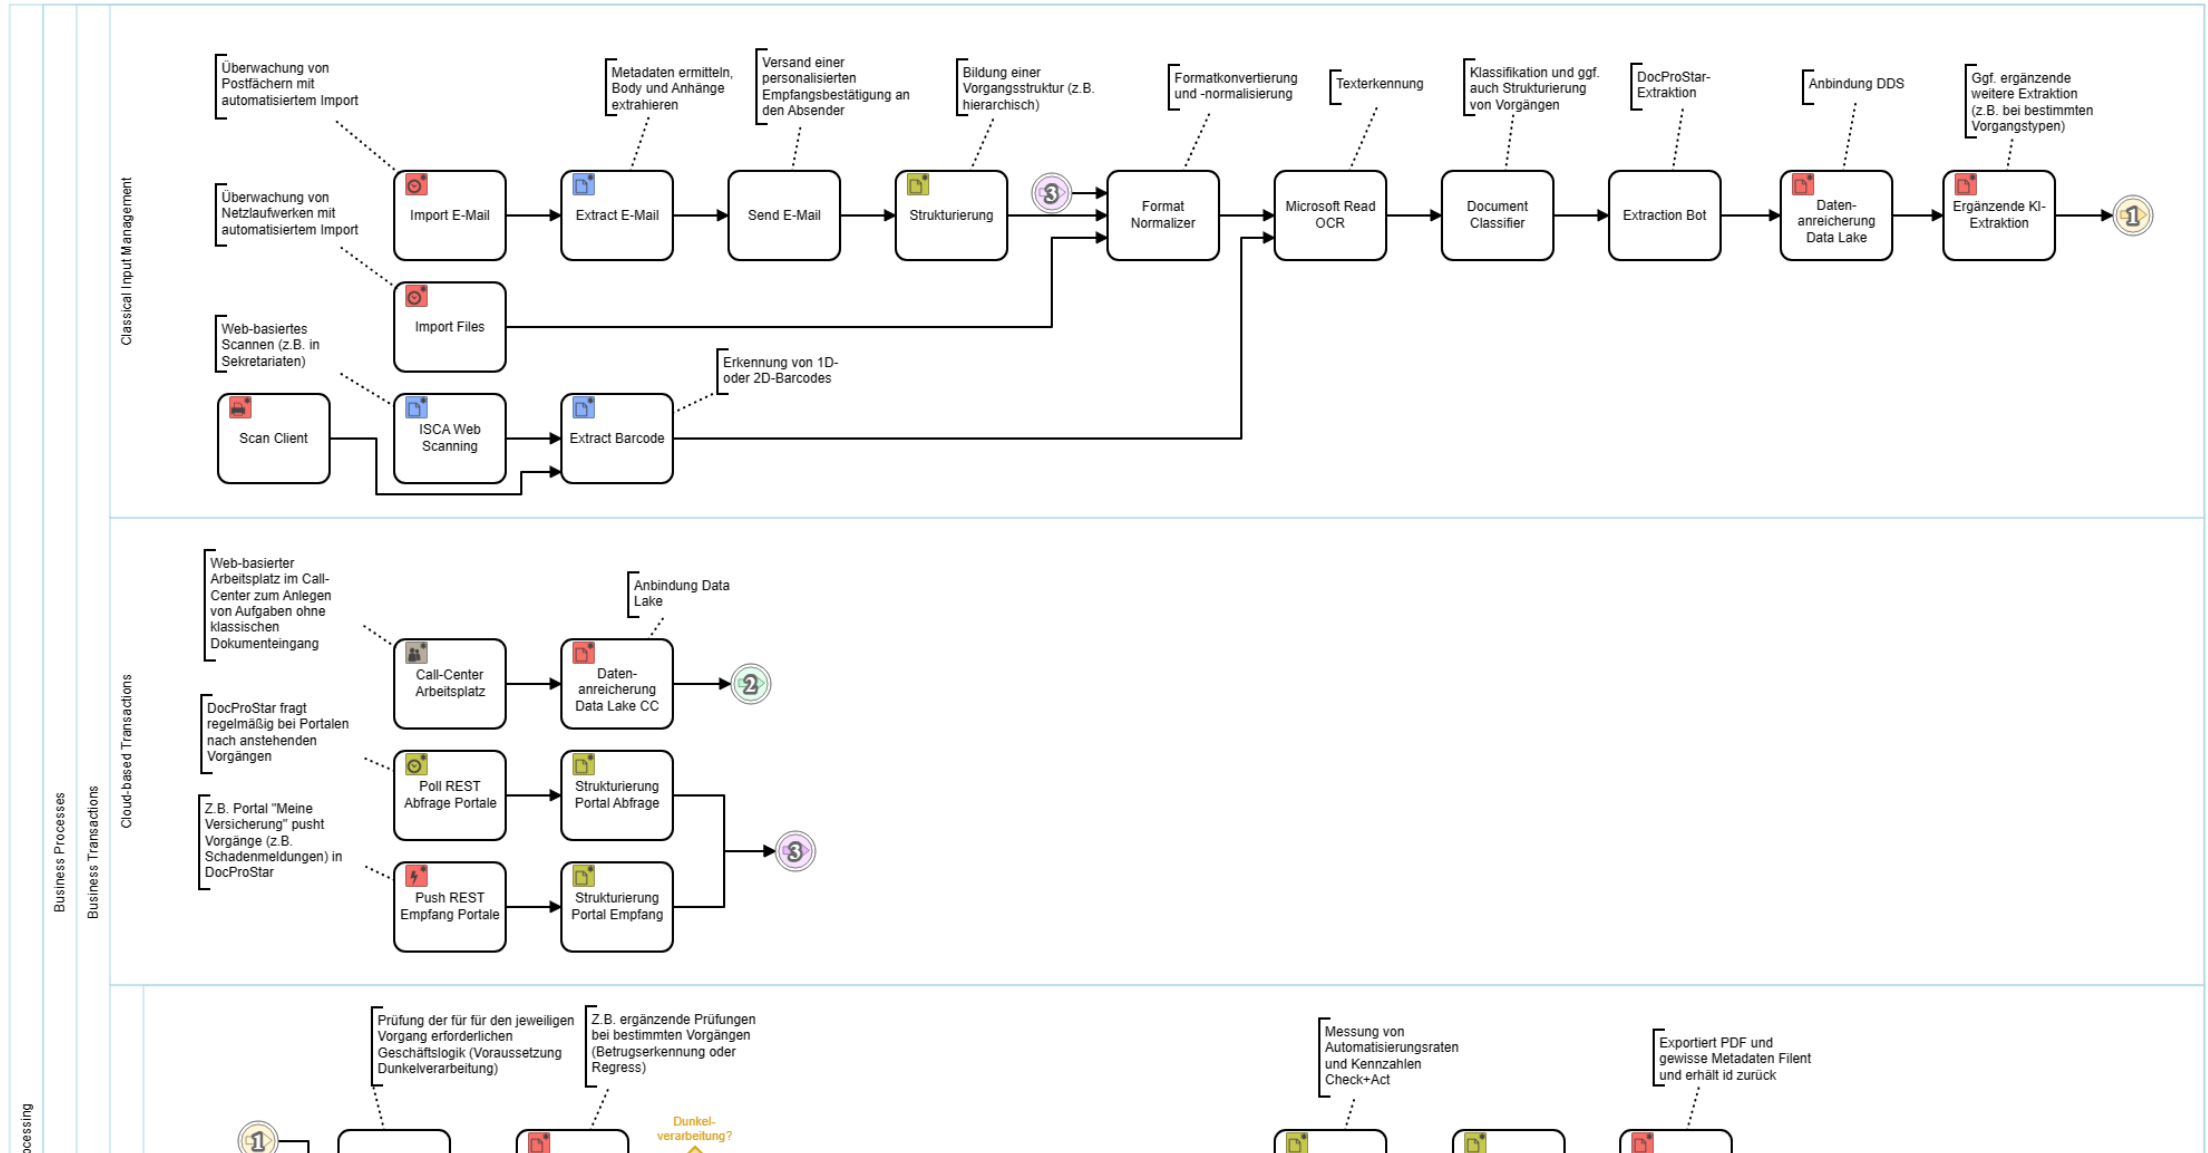 Überwachung von
Postfächern mit
automatisiertem Import
Metadaten ermitteln,
Body und Anhänge
extrahieren
Versand einer
personalisierten
Empfangsbestätigung an
den Absender
Bildung einer
Vorgangsstruktur (z.B.
hierarchisch)
Formatkonvertierung
und -normalisierung
Texterkennung
Klassifikation und ggf.
auch Strukturierung
von Vorgängen
DocProStar-
Extraktion
Anbindung DDS
Ggf. ergänzende
weitere Extraktion
(z.B. bei bestimmten
Vorgangstypen)
Classical Input Management
Import E-Mail
Extract E-Mail
Send E-Mail
Strukturierung
3
Format
Normalizer
Microsoft Read
OCR
Document
Classifier
Extraction Bot
Daten-
anreicherung
Data Lake
Ergänzende KI-
Extraktion
1
Überwachung von
Netzlaufwerken mit
automatisiertem Import
Import Files
Web-basiertes
Scannen (z.B. in
Sekretariaten)
Erkennung von 1D-
oder 2D-Barcodes
Scan Client
ISCA Web
Scanning
Extract Barcode
Business Processes
Business Transactions
Cloud-based Transactions
Web-basierter
Arbeitsplatz im Call-
Center zum Anlegen
von Aufgaben ohne
klassischen
Dokumenteingang
Anbindung Data
Lake
Call-Center
Arbeitsplatz
Daten-
anreicherung
Data Lake CC
2
DocProStar fragt
regelmäßig bei Portalen
nach anstehenden
Vorgängen
Poll REST
Abfrage Portale
Strukturierung
Portal Abfrage
3
Z.B. Portal "Meine
Versicherung" pusht
Vorgänge (z.B.
Schadenmeldungen) in
DocProStar
Push REST
Empfang Portale
Strukturierung
Portal Empfang
ocessing
Prüfung der für für den jeweiligen
Vorgang erforderlichen
Geschäftslogik (Voraussetzung
Dunkelverarbeitung)
Z.B. ergänzende Prüfungen
bei bestimmten Vorgängen
(Betrugserkennung oder
Regress)
Messung von
Automatisierungsraten
und Kennzahlen
Check+Act
Exportiert PDF und
gewisse Metadaten Filent
und erhält id zurück
1
Dunkel-
verarbeitung?